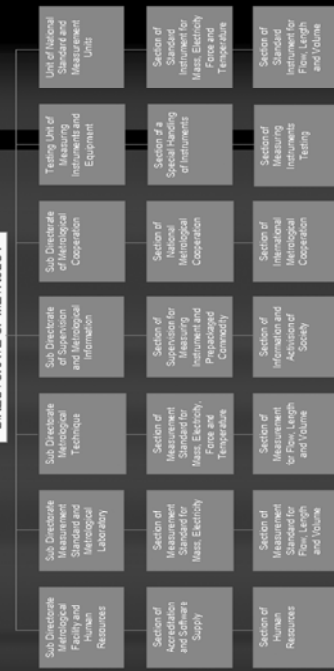 Sub Directorate
Metrological
Facility and
Human
Resources
Sub Directorate
Measurement
Standard and
Metrological
Laboratory
Sub Directorate
Metrological
Technique
Sub Directorate
of Supervision
and Metrological
Information
Sub Directorate
of Metrological
Cooperation
Testing Unit of
Measuring
Instruments and
Equipment
Unit of National
Standard and
Measurement
Units
Section of
Accreditation
and Software
Supply
Section of
Measurement
Standard for
Mass, Electricity
Section of
Measurement
Standard for
Mass, Electricity,
Force and
Temperature
Section of
Supervision for
Measuring
Instrument and
Prepackaged
Commodity
Section of
National
Metrological
Cooperation
Section of a
Special Handling
of Instruments
Section of
Standard
Instrument for
Mass, Electricity
Force and
Temperature
Section of
Human
Resources
Section of
Measurement
Standard for
Flow, Length
and Volume
Section of
Measurement
for Flow, Length
and Volume
Section of
Information and
Activision of
Society
Section of
International
Metrological
Cooperation
Section of
Measuring
Instruments
Testing
Section of
Standard
Instrument for
Flow, Length
and Volume